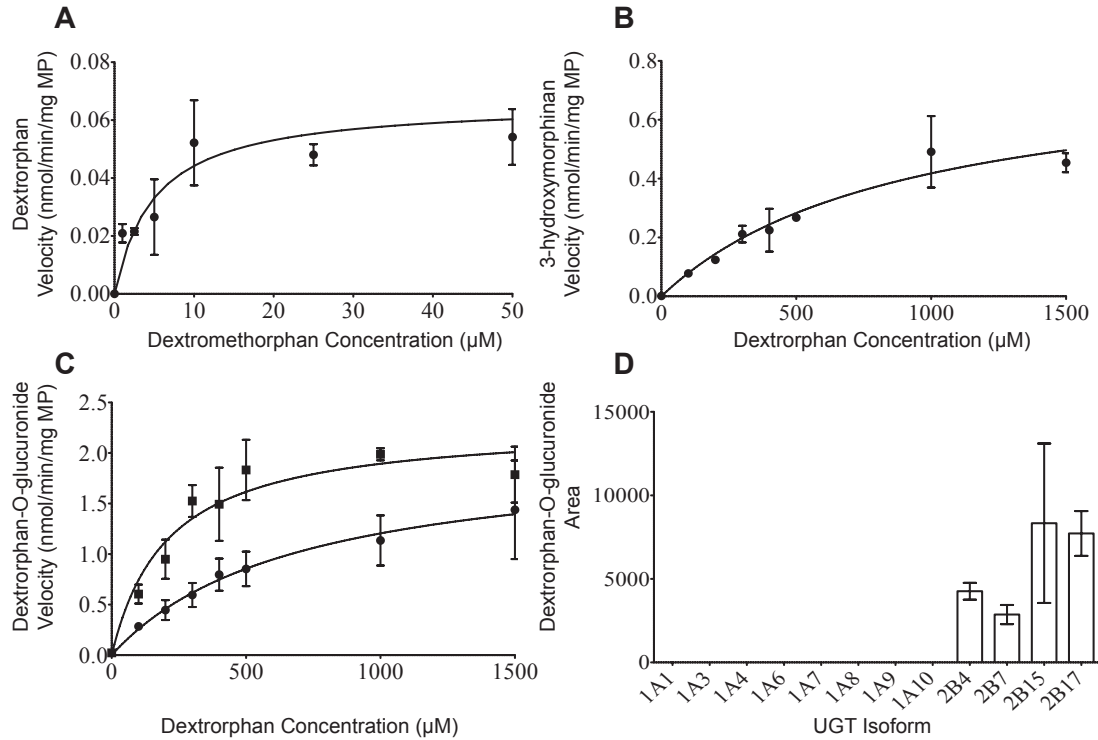 A
Dextrorphan
Velocity (nmol/min/mg MP)
0.08
0.06
0.04
0.02
0.00
0
10
20
30
40
50
Dextromethorphan Concentration (µM)
B
3-hydroxymorphinan
Velocity (nmol/min/mg MP)
0.8
0.6
0.4
0.2
0.0
0
500
1000
1500
Dextrorphan Concentration (µM)
C
Dextrorphan-O-glucuronide
Velocity (nmol/min/mg MP)
2.5
2.0
1.5
1.0
0.5
0.0
0
500
1000
1500
Dextrorphan Concentration (µM)
D
Dextrorphan-O-glucuronide
Area
15000
10000
5000
0
1A1
1A3
1A4
1A6
1A7
1A8
1A9
1A10
2B4
2B7
2B15
2B17
UGT Isoform